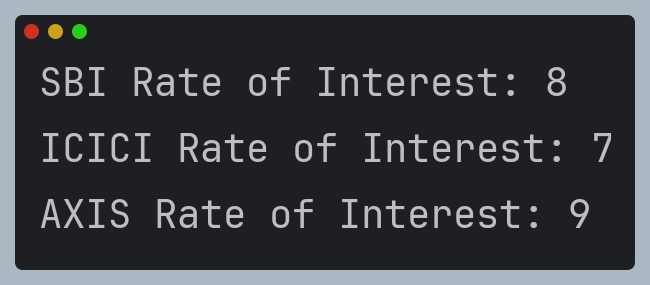 SBI Rate of Interest: 8
ICICI Rate of Interest: 7
AXIS Rate of Interest: 9